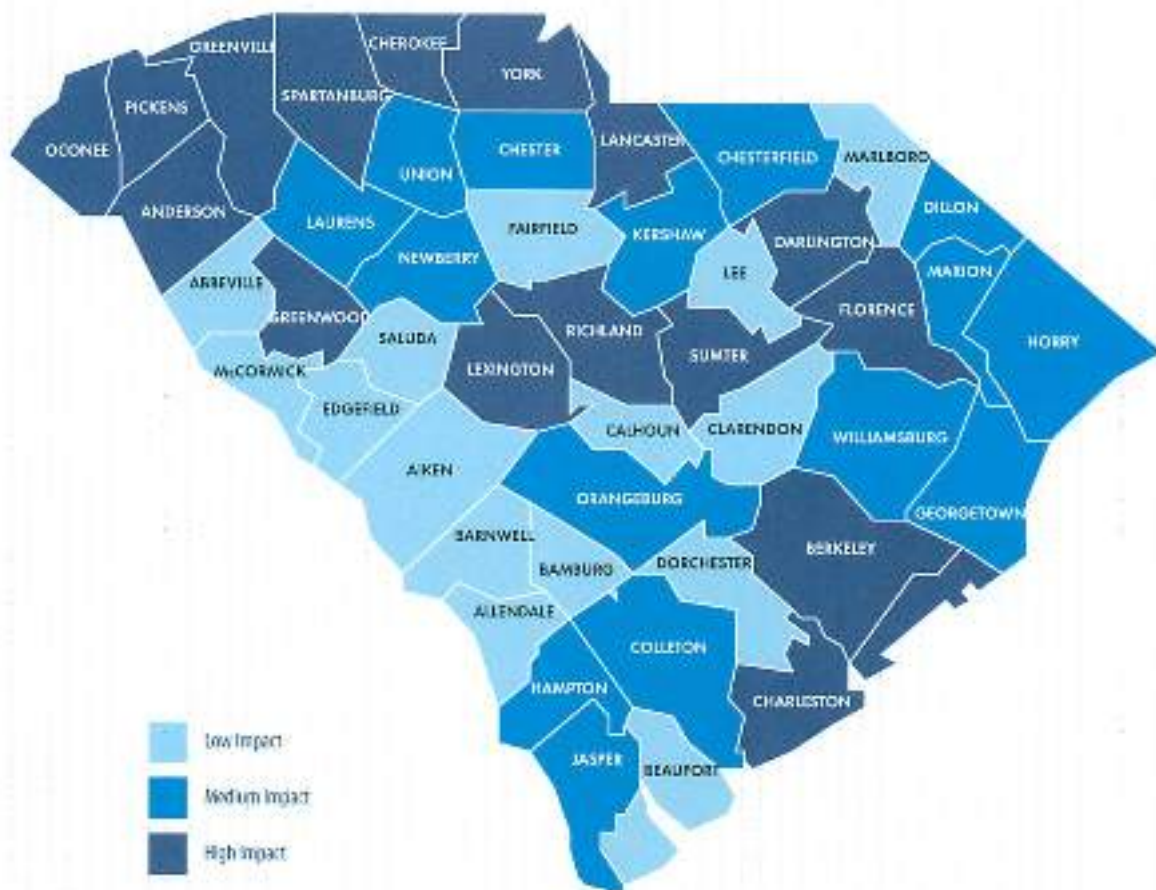 GREENVILLE
CHEROKEE
YORK
PICKENS
SPARTANBURG
OCONEE
LANCASTER
CHESTER
CHESTERFIELD
MARLBORO
UNION
ANDERSON
LAURENS
DILLON
FAIRFIELD
KERSHAW
DARLINGTON
NEWBERRY
LEE
MARION
ABBEVILLE
FLORENCE
GREENWOOD
RICHLAND
SALUDA
SUMTER
HORRY
LEXINGTON
McCORMICK
EDGEFIELD
CALHOUN
CLARENDON
WILLIAMSBURG
AIKEN
ORANGEBURG
GEORGETOWN
BARNWELL
BERKELEY
BAMBURG
DORCHESTER
ALLENDALE
COLLETON
HAMPTON
CHARLESTON
JASPER
BEAUFORT
Low Impact
Medium Impact
High Impact